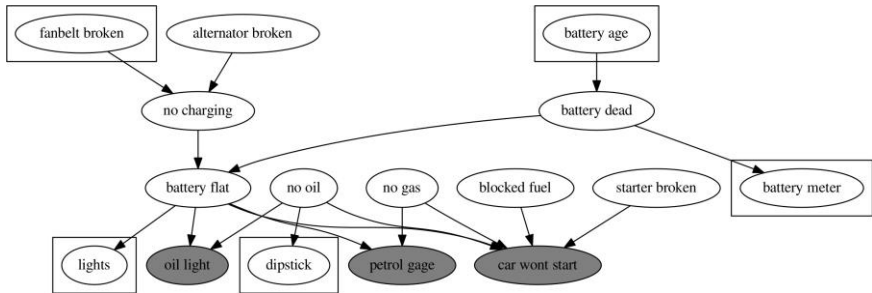 fanbelt broken
alternator broken
battery age
no charging
battery dead
battery flat
no oil
no gas
blocked fuel
starter broken
battery meter
lights
oil light
dipstick
petrol gage
car wont start